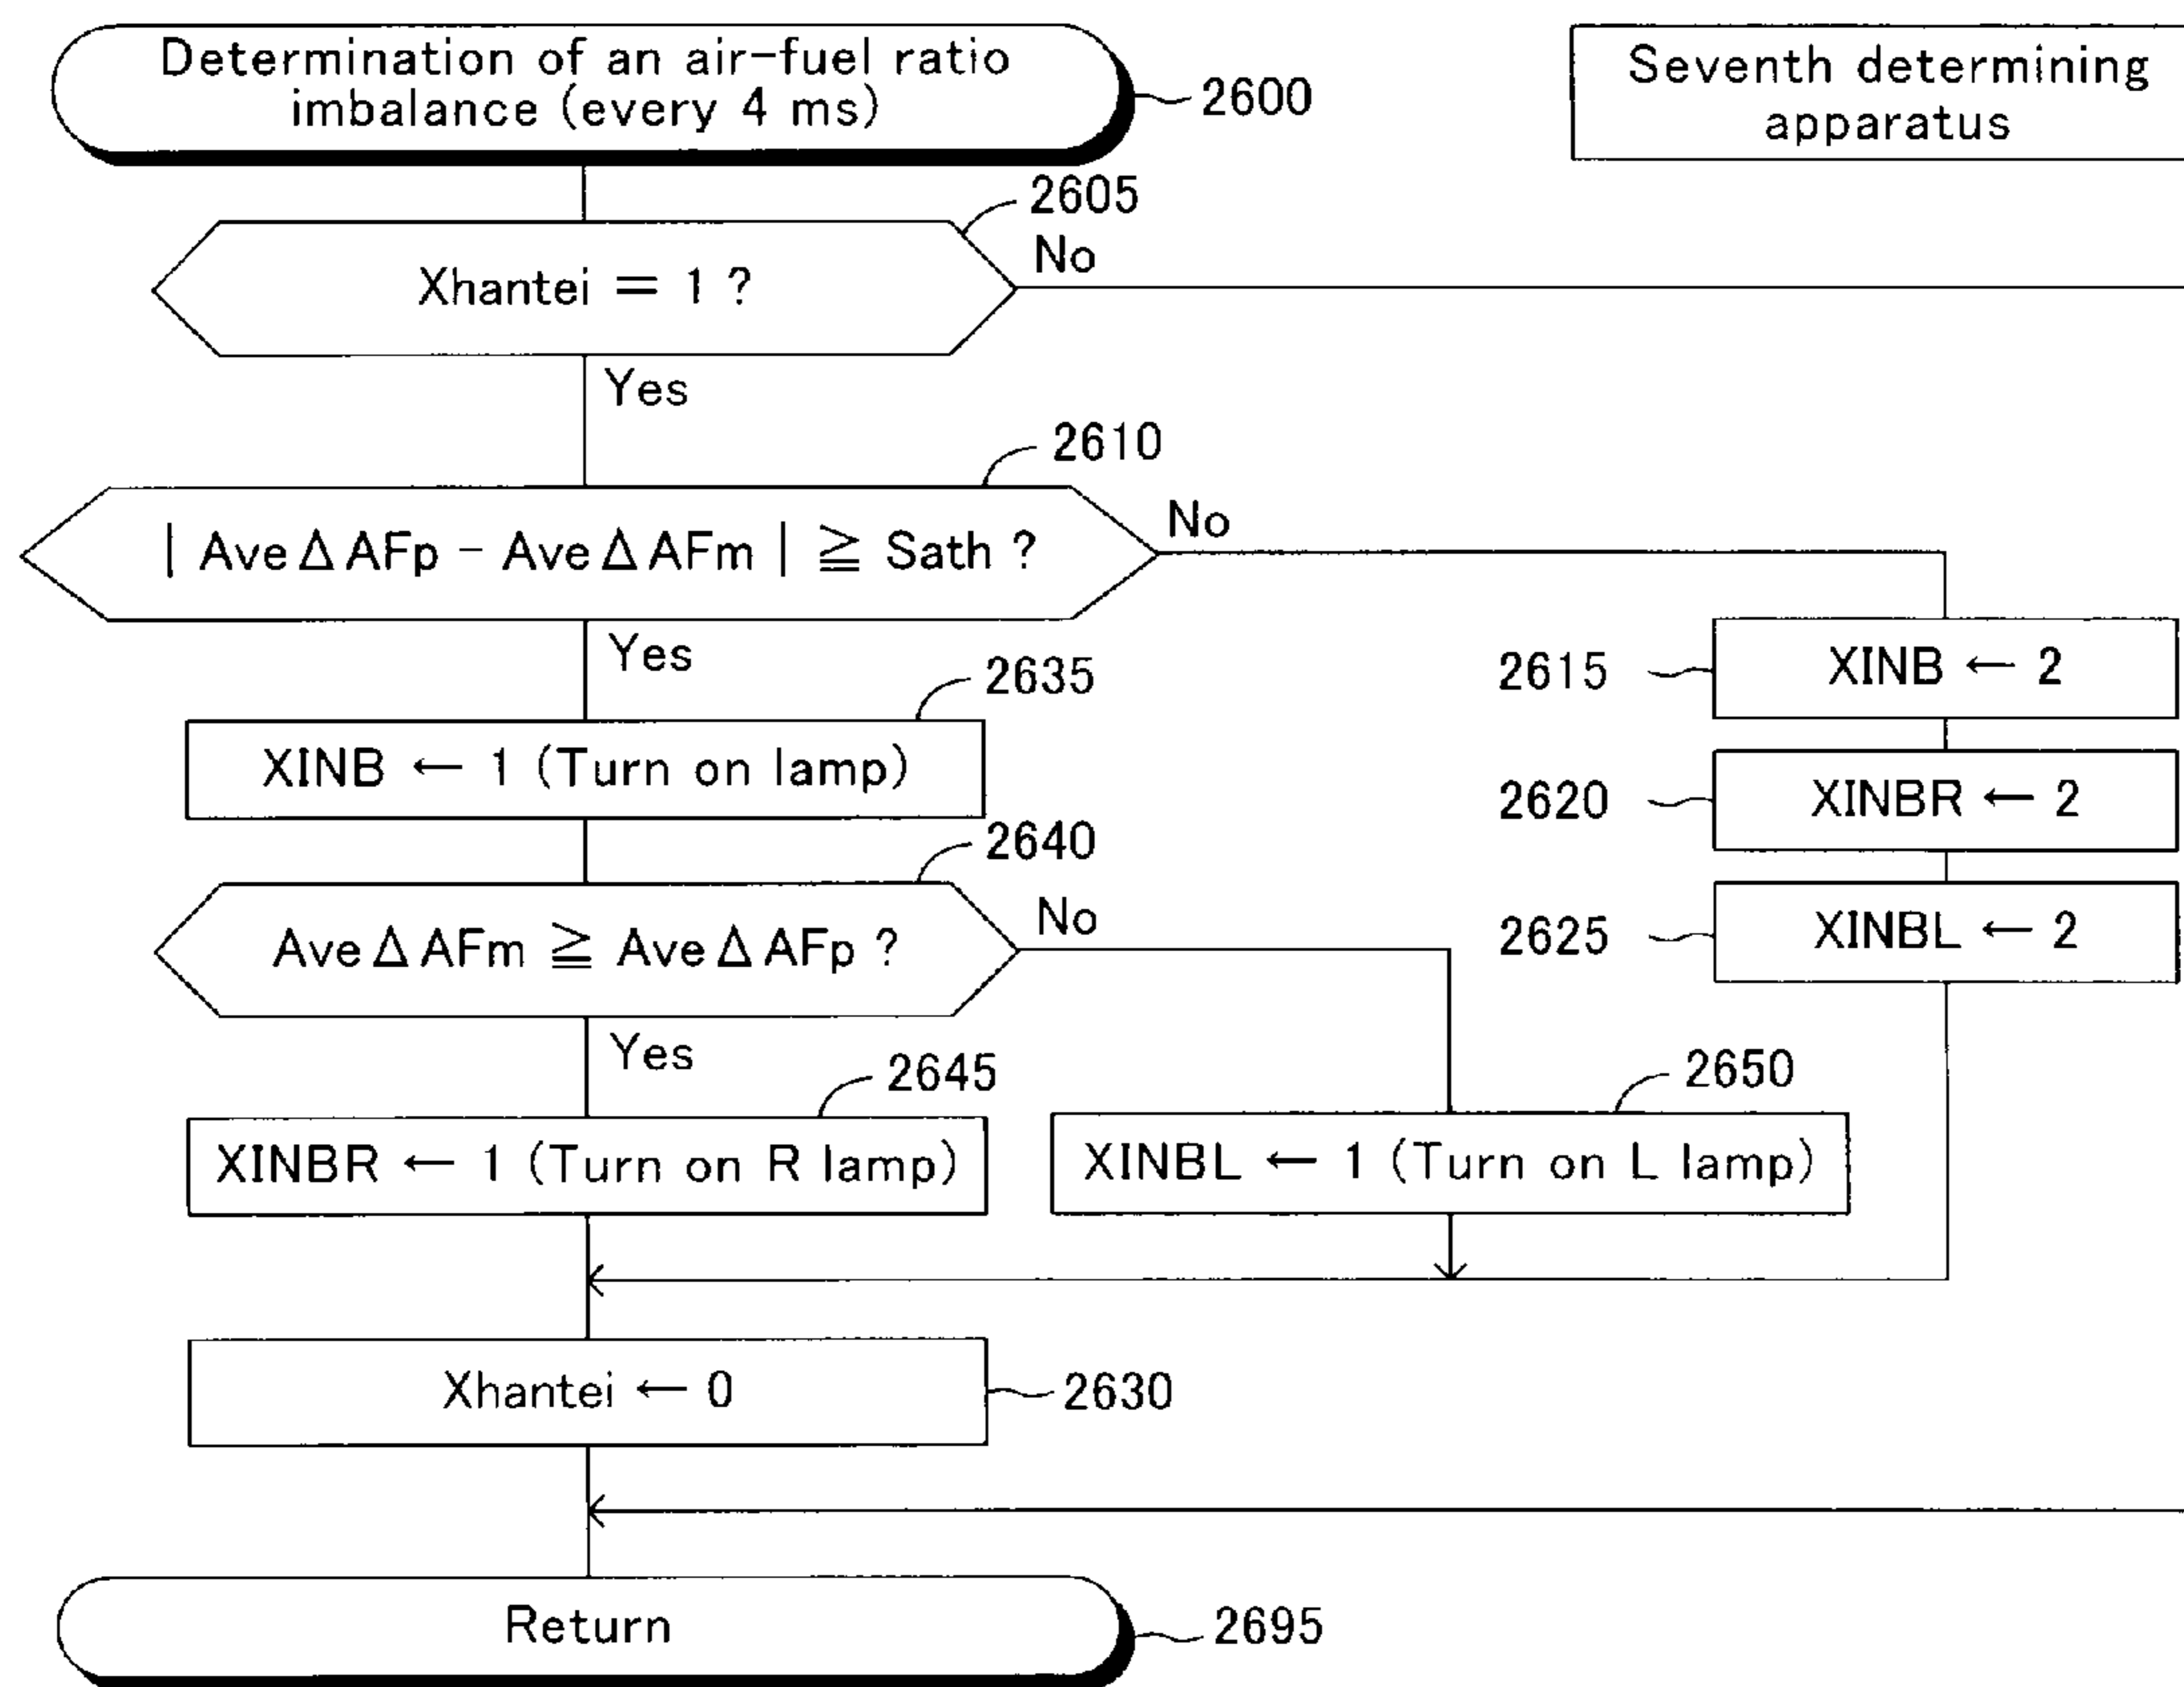 Determination of an air-fuel ratio
imbalance (every 4 ms)
2600
Seventh determining
apparatus
2605
No
Xhantei = 1 ?
Yes
2610
No
| Ave Δ AFp - Ave Δ AFm | ≧ Sath ?
Yes
2615
XINB ← 2
2635
XINB ← 1 (Turn on lamp)
2620
XINBR ← 2
2640
No
Ave Δ AFm ≧ Ave Δ AFp ?
2625
XINBL ← 2
Yes
2645
2650
XINBR ← 1 (Turn on R lamp)
XINBL ← 1 (Turn on L lamp)
Xhantei ← 0
2630
Return
2695